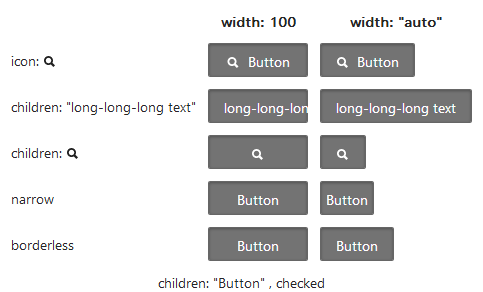 width: 100 width: "auto"
icon: Button Button
children: "long-long-long text" long-long-lon long-long-long text
children:
narrow Button Button
borderless Button Button
children: "Button" , checked